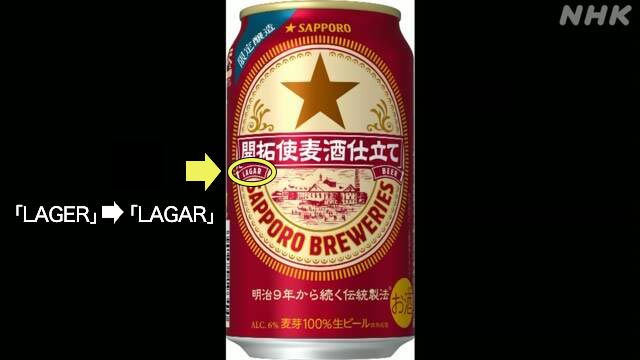 NHK
限定醸造
SAPPORO
開拓使麦酒仕立て
LAGAR
BEER
「LAGER」➡「LAGAR」
SAPPORO BREWERIES
明治9年から続く伝統製法
お酒
ALC.6% 麦芽100%生ビール